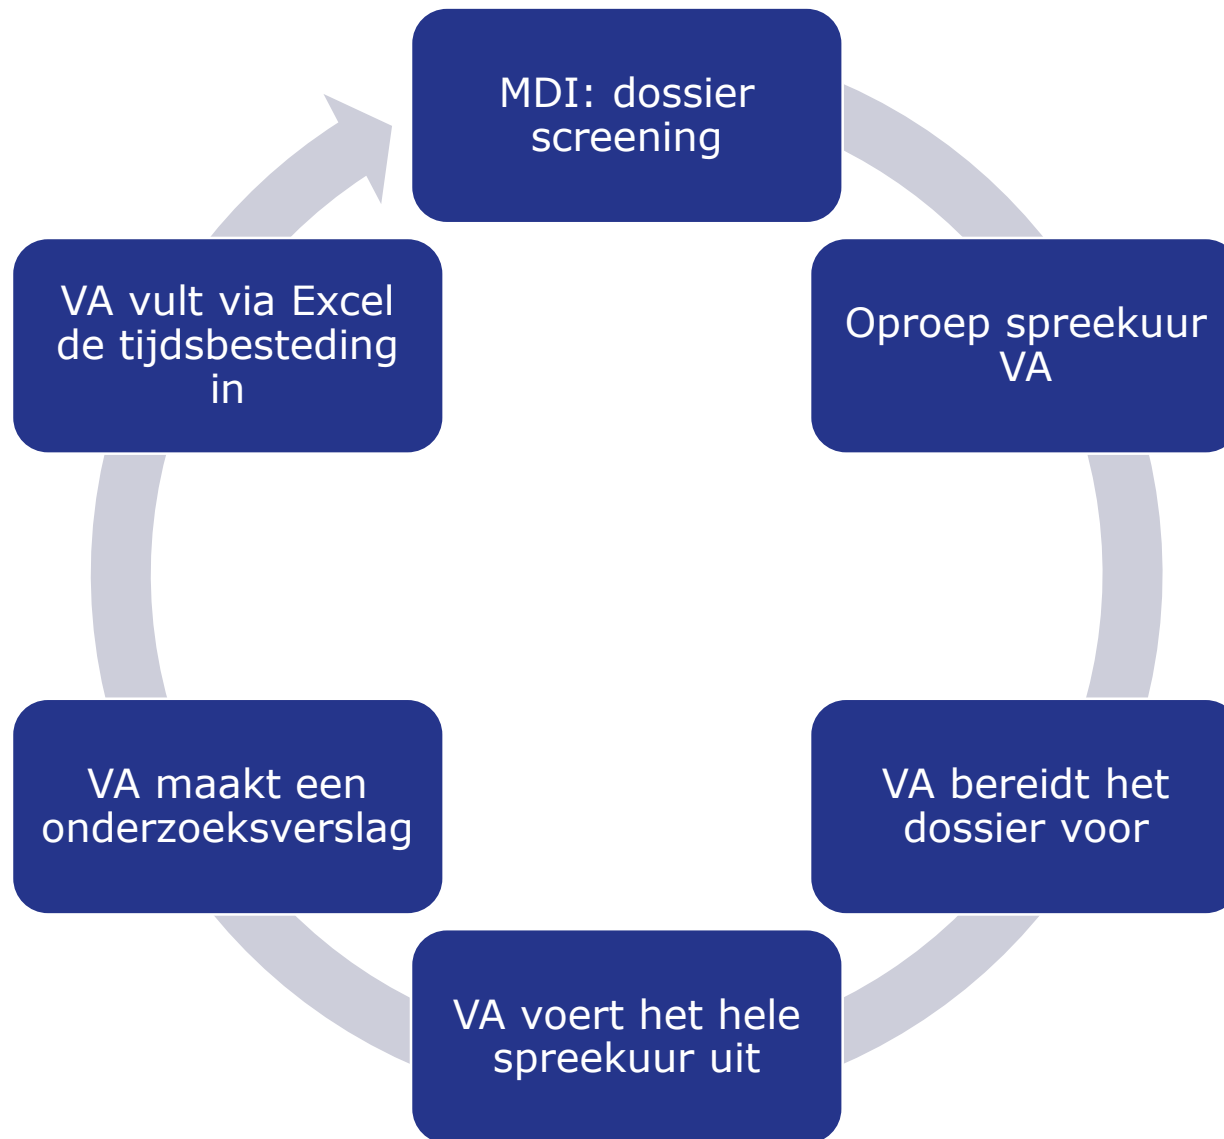 MDI: dossier
screening
Oproep spreekuur
VA
VA bereidt het
dossier voor
VA voert het hele
spreekuur uit
VA maakt een
onderzoeksverslag
VA vult via Excel
de tijdsbesteding
in